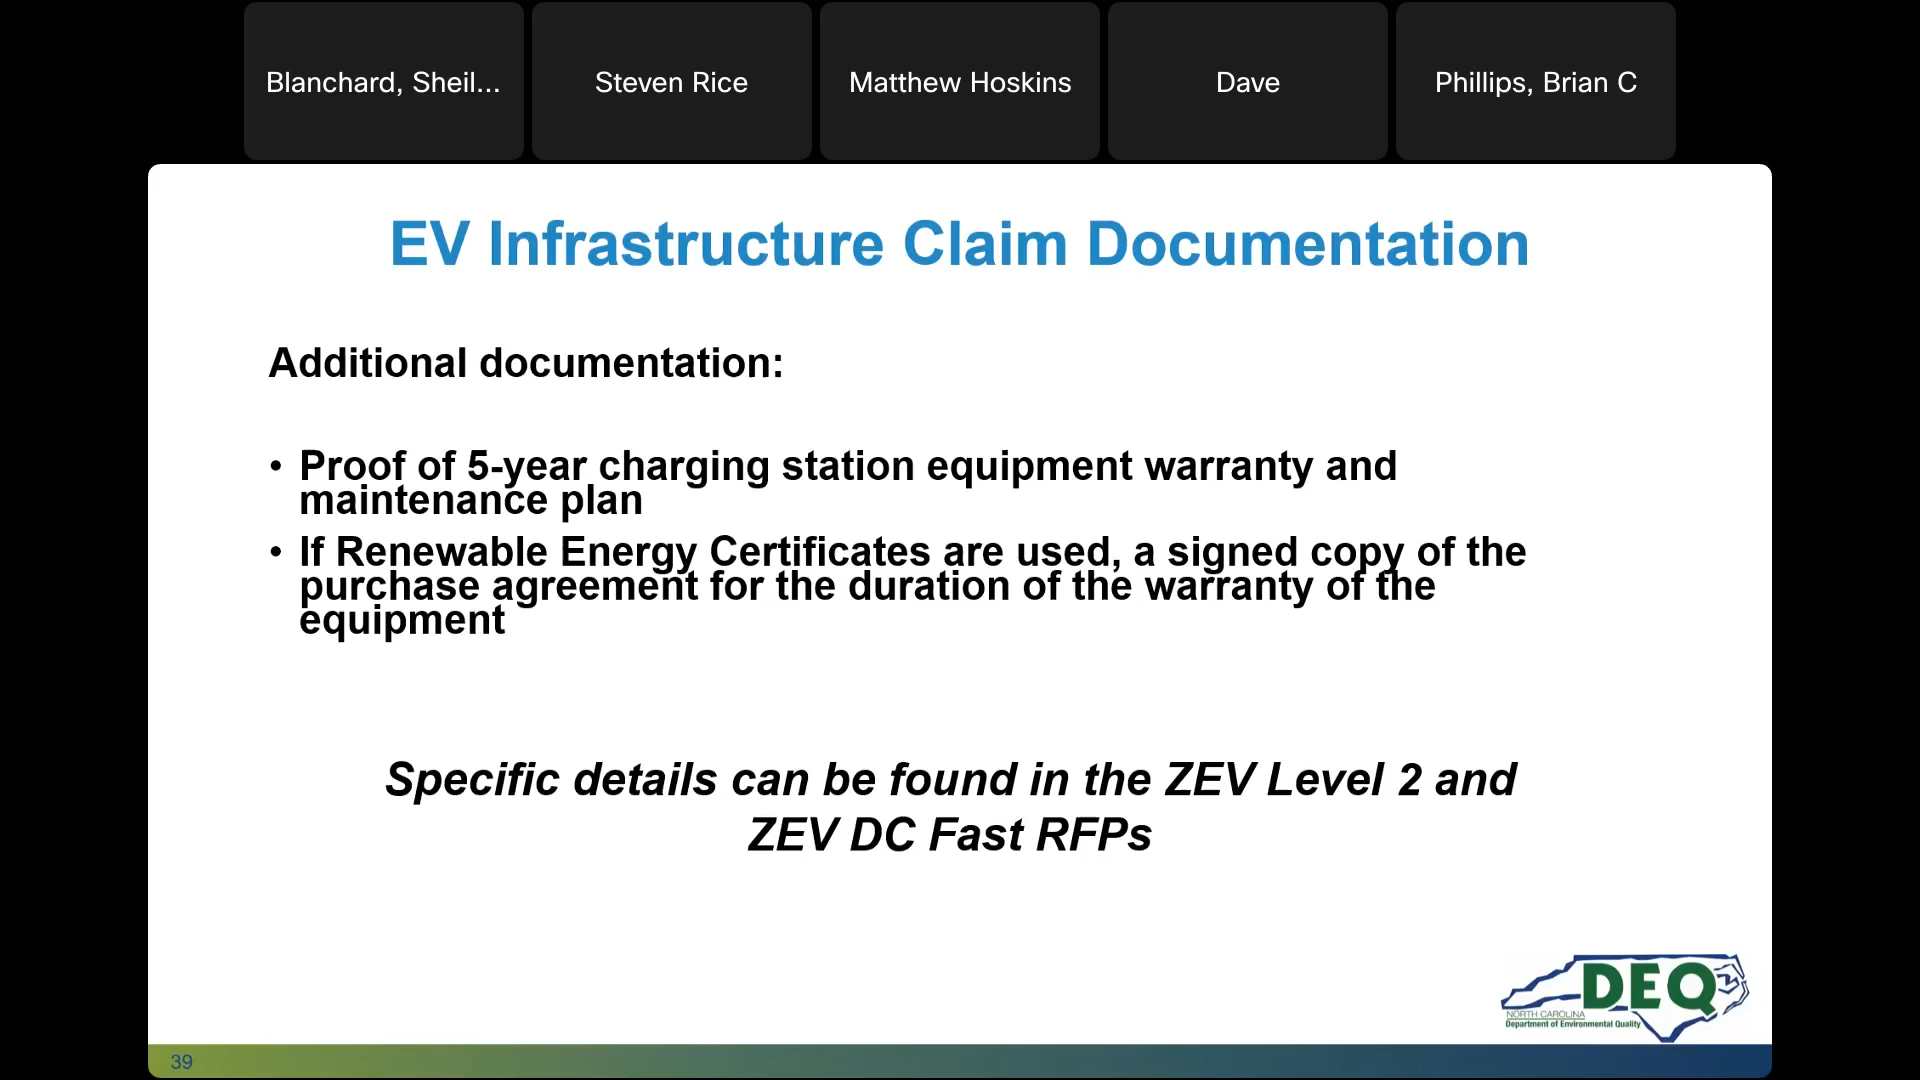 Blanchard, Sheil...
Steven Rice
Matthew Hoskins
Dave
Phillips, Brian C
EV Infrastructure Claim Documentation
Additional documentation:
• Proof of 5-year charging station equipment warranty and
maintenance plan
• If Renewable Energy Certificates are used, a signed copy of the
purchase agreement for the duration of the warranty of the
equipment
Specific details can be found in the ZEV Level 2 and
ZEV DC Fast RFPs
DEQ
NORTH CAROLINA
Department of Environmental Quality
39